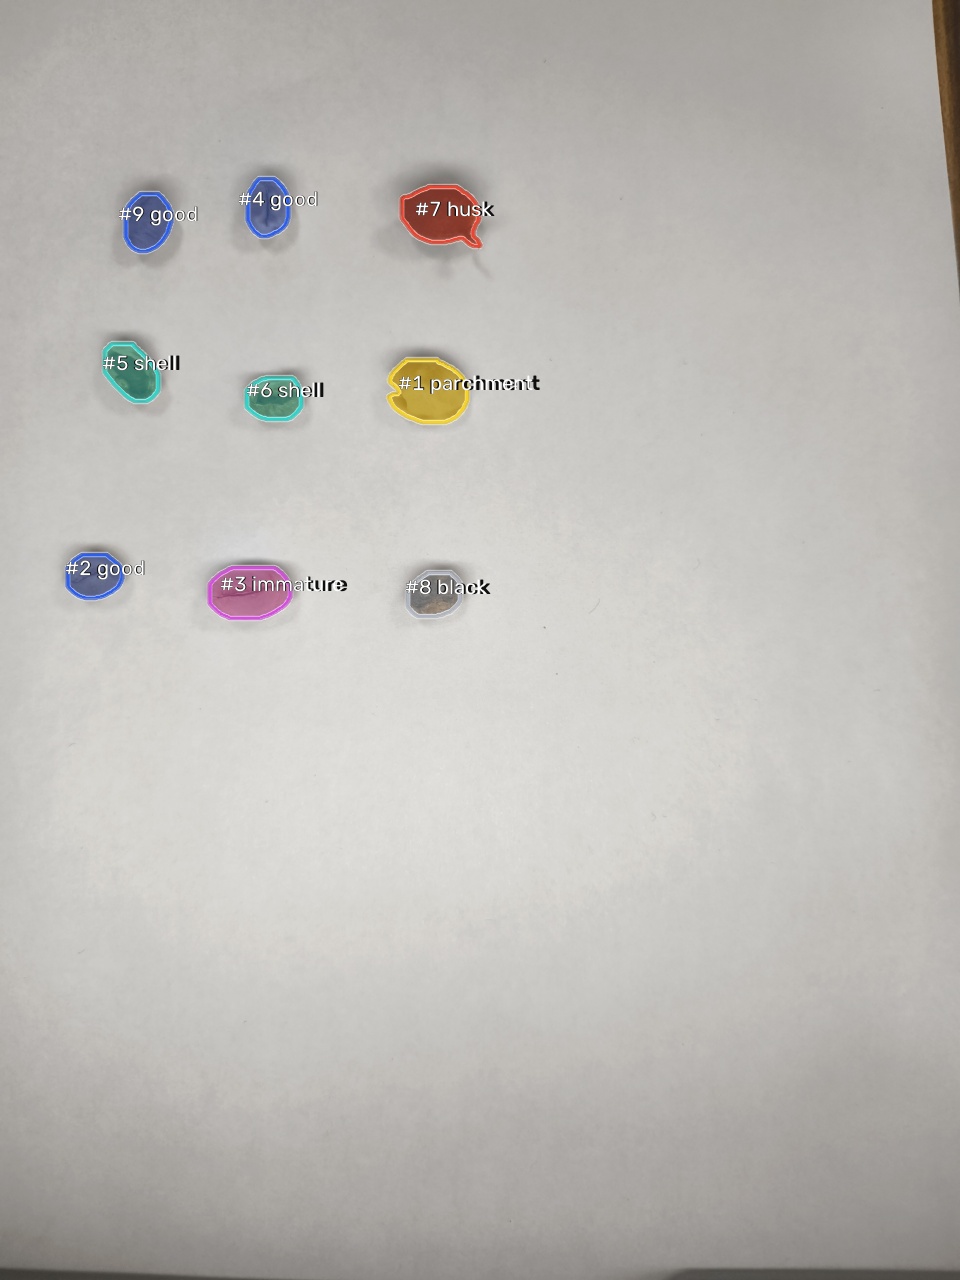 #9 good
#4 good
#7 husk
#5 shell
#6 shell
#1 parchment
#2 good
#3 immature
#8 black